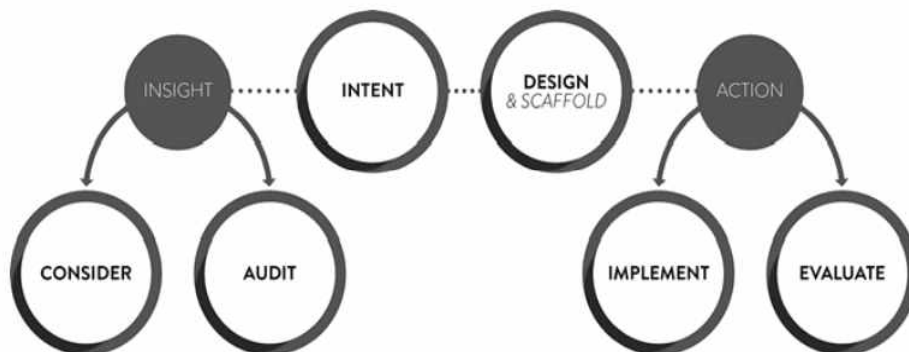 INSIGHT
INTENT
DESIGN
& SCAFFOLD
ACTION
CONSIDER
AUDIT
IMPLEMENT
EVALUATE